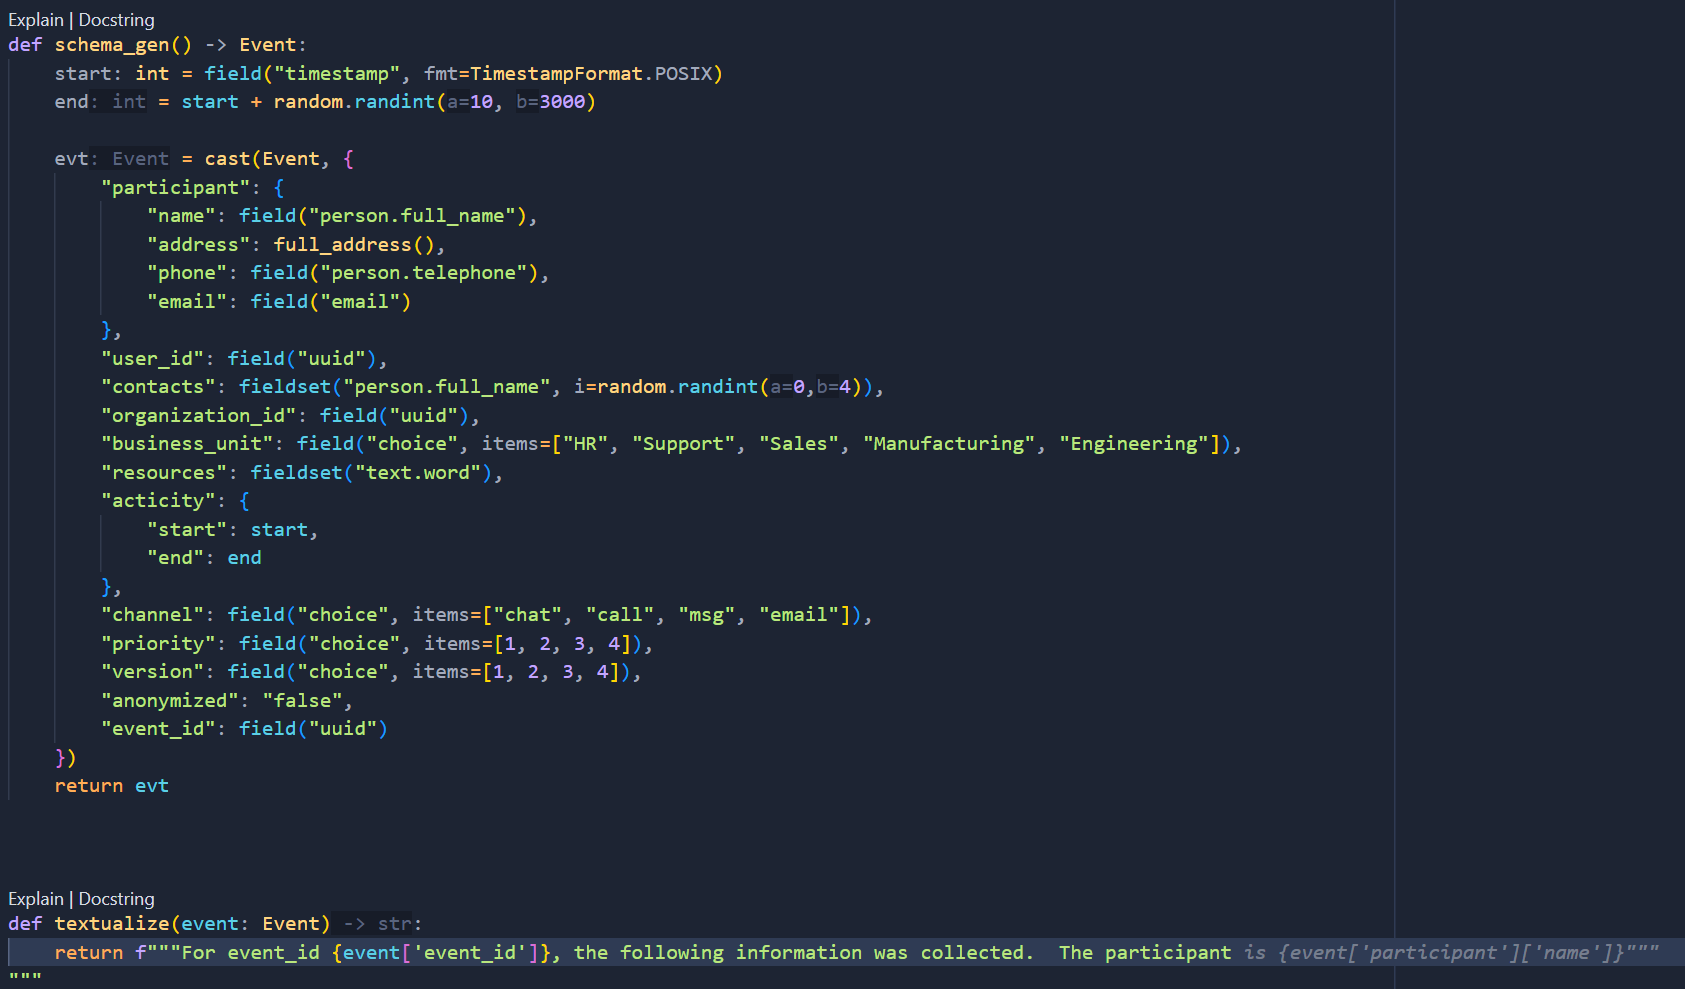 Explain | Docstring
def schema_gen() -> Event:
    start: int = field("timestamp", fmt=TimestampFormat.POSIX)
    end: int = start + random.randint(a=10, b=3000)
    evt: Event = cast(Event, {
        "participant": {
            "name": field("person.full_name"),
            "address": full_address(),
            "phone": field("person.telephone"),
            "email": field("email")
        },
        "user_id": field("uuid"),
        "contacts": fieldset("person.full_name", i=random.randint(a=0,b=4)),
        "organization_id": field("uuid"),
        "business_unit": field("choice", items=["HR", "Support", "Sales", "Manufacturing", "Engineering"]),
        "resources": fieldset("text.word"),
        "acticity": {
            "start": start,
            "end": end
        },
        "channel": field("choice", items=["chat", "call", "msg", "email"]),
        "priority": field("choice", items=[1, 2, 3, 4]),
        "version": field("choice", items=[1, 2, 3, 4]),
        "anonymized": "false",
        "event_id": field("uuid")
    })
    return evt
Explain | Docstring
def textualize(event: Event) -> str:
    return f"""For event_id {event['event_id']}, the following information was collected.  The participant is {event['participant']['name']}"""
"""